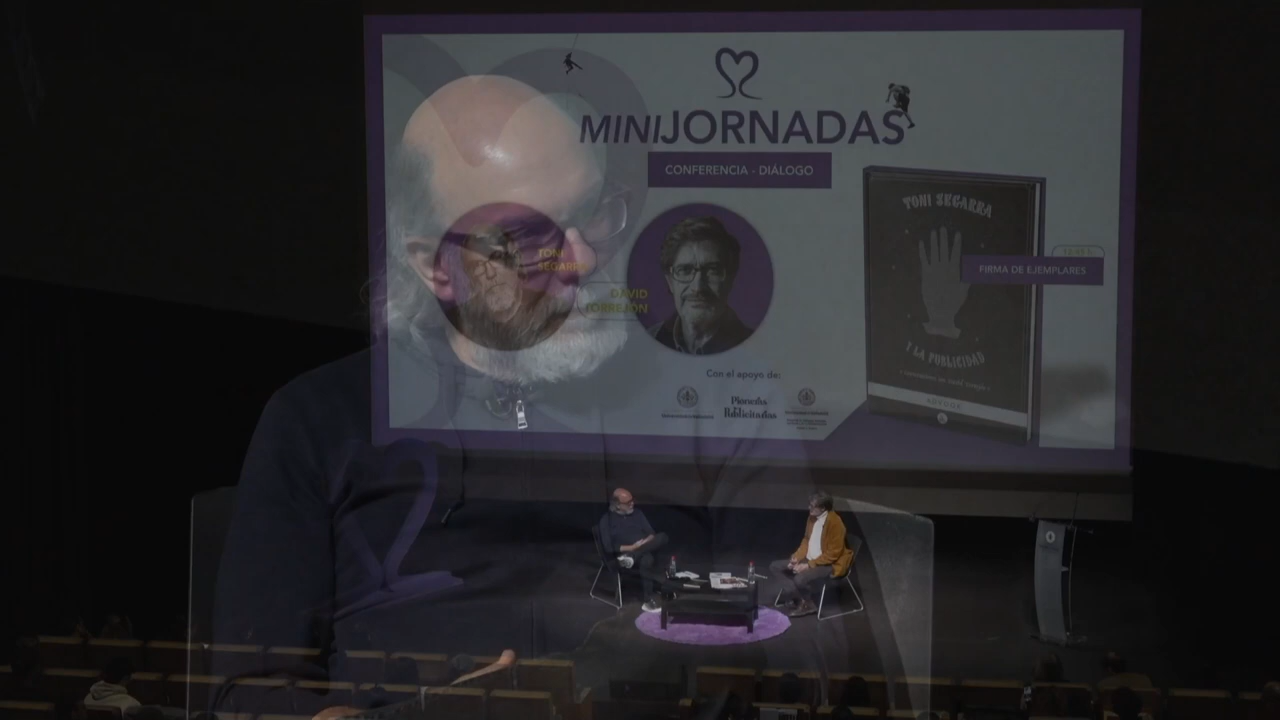 MINIJORNADAS
CONFERENCIA - DIÁLOGO
TONI
SEGARRA
DAVID
TORREJÓN
TONI SEGARRA
Y LA PUBLICIDAD
FIRMA DE EJEMPLARES
Con el apoyo de:
Planeta
Publicitadas